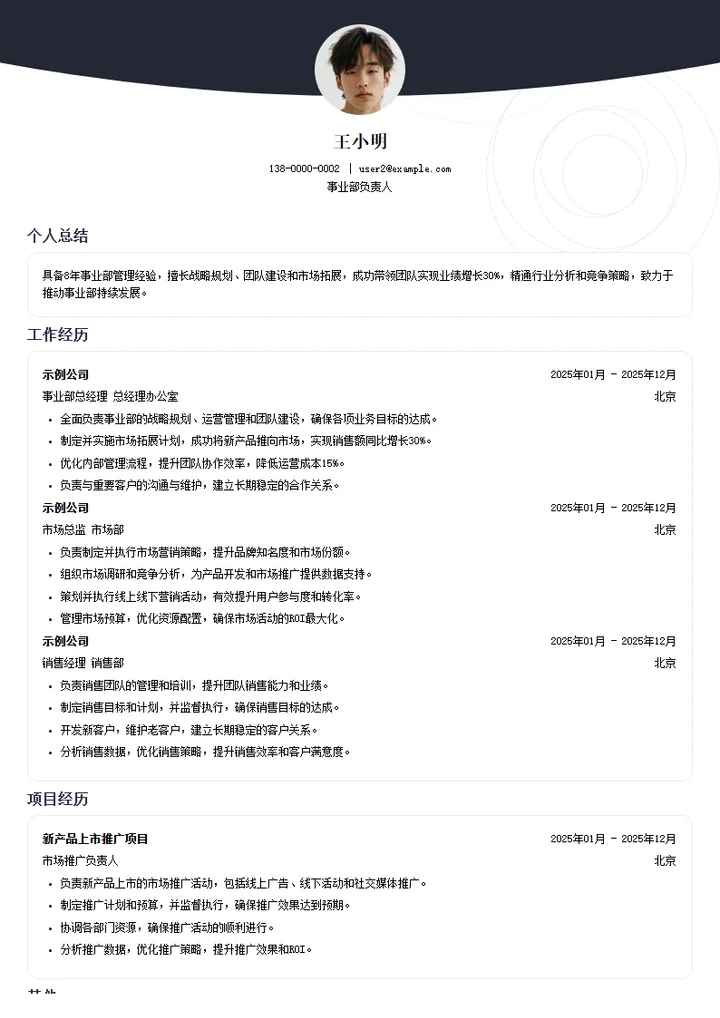 王小明
138-0000-0002 | user2@example.com
事业部负责人
个人总结
具备8年事业部管理经验，擅长战略规划、团队建设和市场拓展，成功带领团队实现业绩增长30%，精通行业分析和竞争策略，致力于
推动事业部持续发展。
工作经历
示例公司 2025年01月 - 2025年12月
事业部总经理 总经理办公室 北京
• 全面负责事业部的战略规划、运营管理和团队建设，确保各项业务目标的达成。
• 制定并实施市场拓展计划，成功将新产品推向市场，实现销售额同比增长30%。
• 优化内部管理流程，提升团队协作效率，降低运营成本15%。
• 负责与重要客户的沟通与维护，建立长期稳定的合作关系。
示例公司 2025年01月 - 2025年12月
市场总监 市场部 北京
• 负责制定并执行市场营销策略，提升品牌知名度和市场份额。
• 组织市场调研和竞争分析，为产品开发和市场推广提供数据支持。
• 策划并执行线上线下营销活动，有效提升用户参与度和转化率。
• 管理市场预算，优化资源配置，确保市场活动的ROI最大化。
示例公司 2025年01月 - 2025年12月
销售经理 销售部 北京
• 负责销售团队的管理和培训，提升团队销售能力和业绩。
• 制定销售目标和计划，并监督执行，确保销售目标的达成。
• 开发新客户，维护老客户，建立长期稳定的客户关系。
• 分析销售数据，优化销售策略，提升销售效率和客户满意度。
项目经历
新产品上市推广项目 2025年01月 - 2025年12月
市场推广负责人 北京
• 负责新产品上市的市场推广活动，包括线上广告、线下活动和社交媒体推广。
• 制定推广计划和预算，并监督执行，确保推广效果达到预期。
• 协调各部门资源，确保推广活动的顺利进行。
• 分析推广数据，优化推广策略，提升推广效果和ROI。